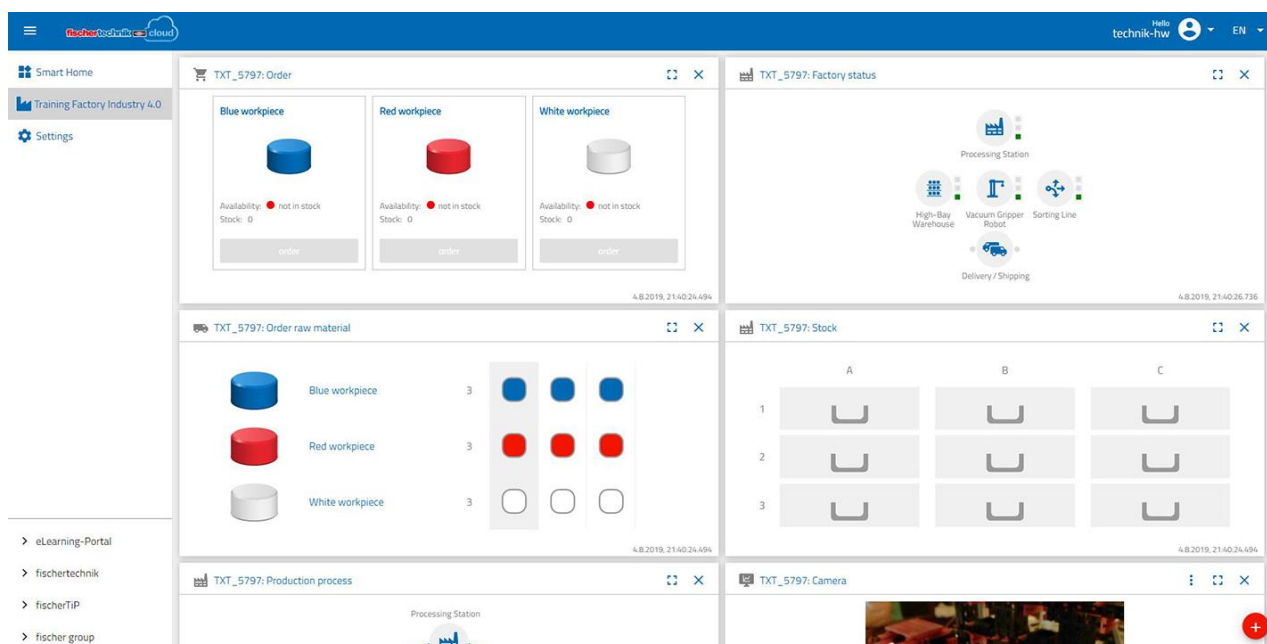 fischertechnik cloud
Hello
technik-hw
EN
Smart Home
Training Factory Industry 4.0
Settings
eLearning-Portal
fischertechnik
fischerTiP
fischer group
TXT_5797: Order
Blue workpiece
Availability: not in stock
Stock: 0
order
Red workpiece
Availability: not in stock
Stock: 0
order
White workpiece
Availability: not in stock
Stock: 0
order
4.8.2019, 21:40:24.494
TXT_5797: Factory status
Processing Station
High-Bay
Warehouse
Vacuum Gripper
Robot
Sorting Line
Delivery / Shipping
4.8.2019, 21:40:26.736
TXT_5797: Order raw material
Blue workpiece 3
Red workpiece 3
White workpiece 3
4.8.2019, 21:40:24.494
TXT_5797: Stock
A B C
1
2
3
4.8.2019, 21:40:24.494
TXT_5797: Production process
Processing Station
TXT_5797: Camera